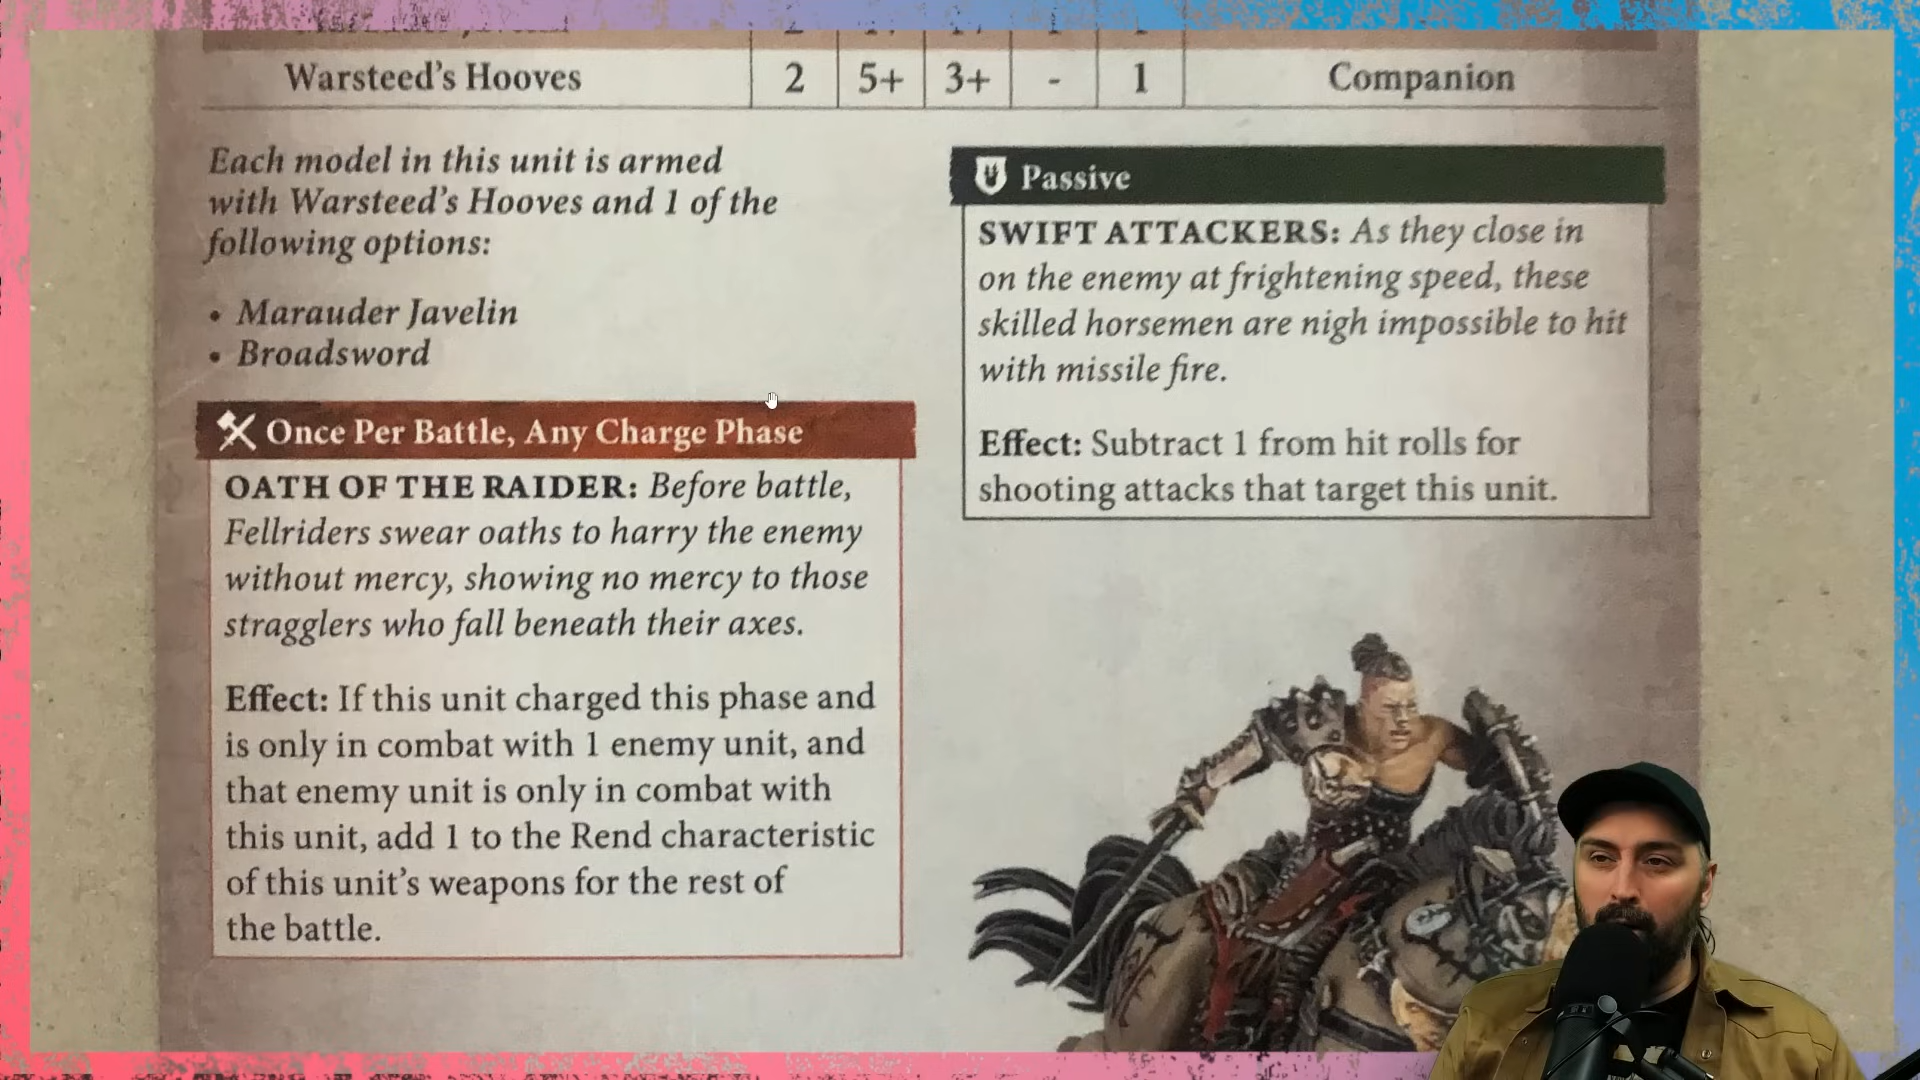 Warsteed's Hooves 2 5+ 3+ - 1 Companion
Each model in this unit is armed
with Warsteed's Hooves and 1 of the
following options:
• Marauder Javelin
• Broadsword
Once Per Battle, Any Charge Phase
OATH OF THE RAIDER: Before battle,
Fellriders swear oaths to harry the enemy
without mercy, showing no mercy to those
stragglers who fall beneath their axes.
Effect: If this unit charged this phase and
is only in combat with 1 enemy unit, and
that enemy unit is only in combat with
this unit, add 1 to the Rend characteristic
of this unit's weapons for the rest of
the battle.
Passive
SWIFT ATTACKERS: As they close in
on the enemy at frightening speed, these
skilled horsemen are nigh impossible to hit
with missile fire.
Effect: Subtract 1 from hit rolls for
shooting attacks that target this unit.